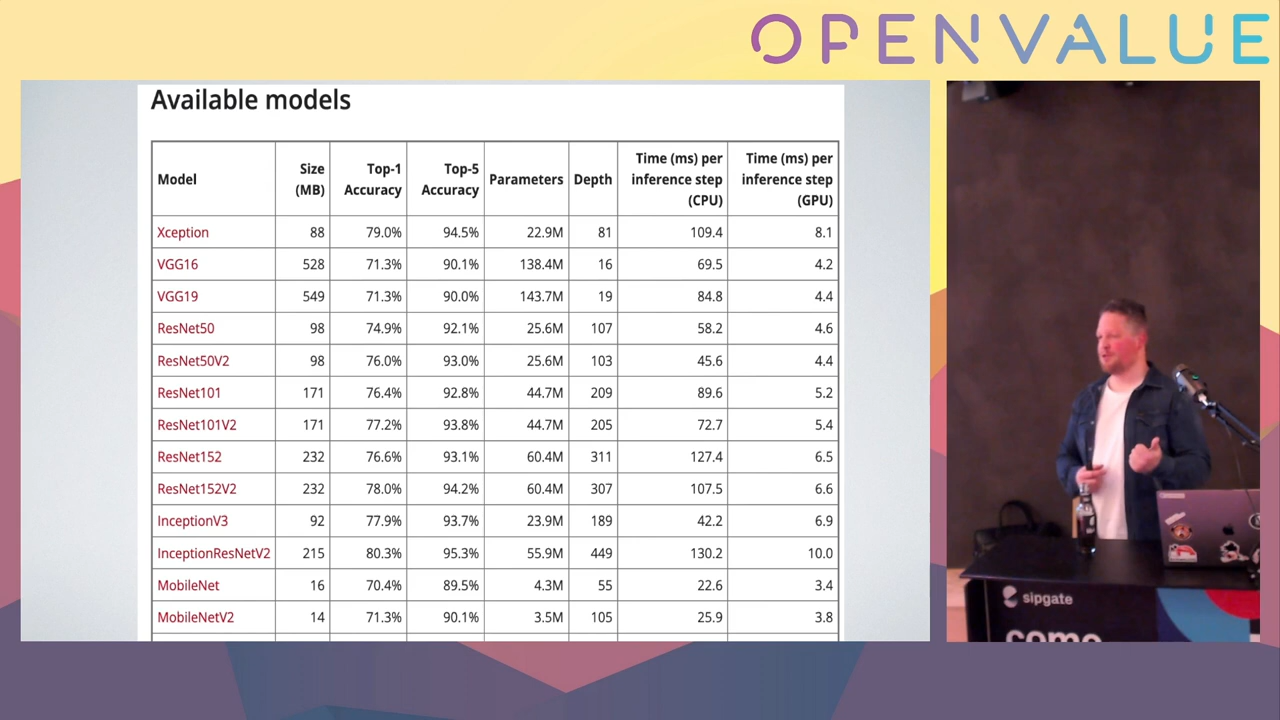 OPENVALUE
Available models
Model Size (MB) Top-1 Accuracy Top-5 Accuracy Parameters Depth Time (ms) per inference step (CPU) Time (ms) per inference step (GPU)
Xception 88 79.0% 94.5% 22.9M 81 109.4 8.1
VGG16 528 71.3% 90.1% 138.4M 16 69.5 4.2
VGG19 549 71.3% 90.0% 143.7M 19 84.8 4.4
ResNet50 98 74.9% 92.1% 25.6M 107 58.2 4.6
ResNet50V2 98 76.0% 93.0% 25.6M 103 45.6 4.4
ResNet101 171 76.4% 92.8% 44.7M 209 89.6 5.2
ResNet101V2 171 77.2% 93.8% 44.7M 205 72.7 5.4
ResNet152 232 76.6% 93.1% 60.4M 311 127.4 6.5
ResNet152V2 232 78.0% 94.2% 60.4M 307 107.5 6.6
InceptionV3 92 77.9% 93.7% 23.9M 189 42.2 6.9
InceptionResNetV2 215 80.3% 95.3% 55.9M 449 130.2 10.0
MobileNet 16 70.4% 89.5% 4.3M 55 22.6 3.4
MobileNetV2 14 71.3% 90.1% 3.5M 105 25.9 3.8
sipgate